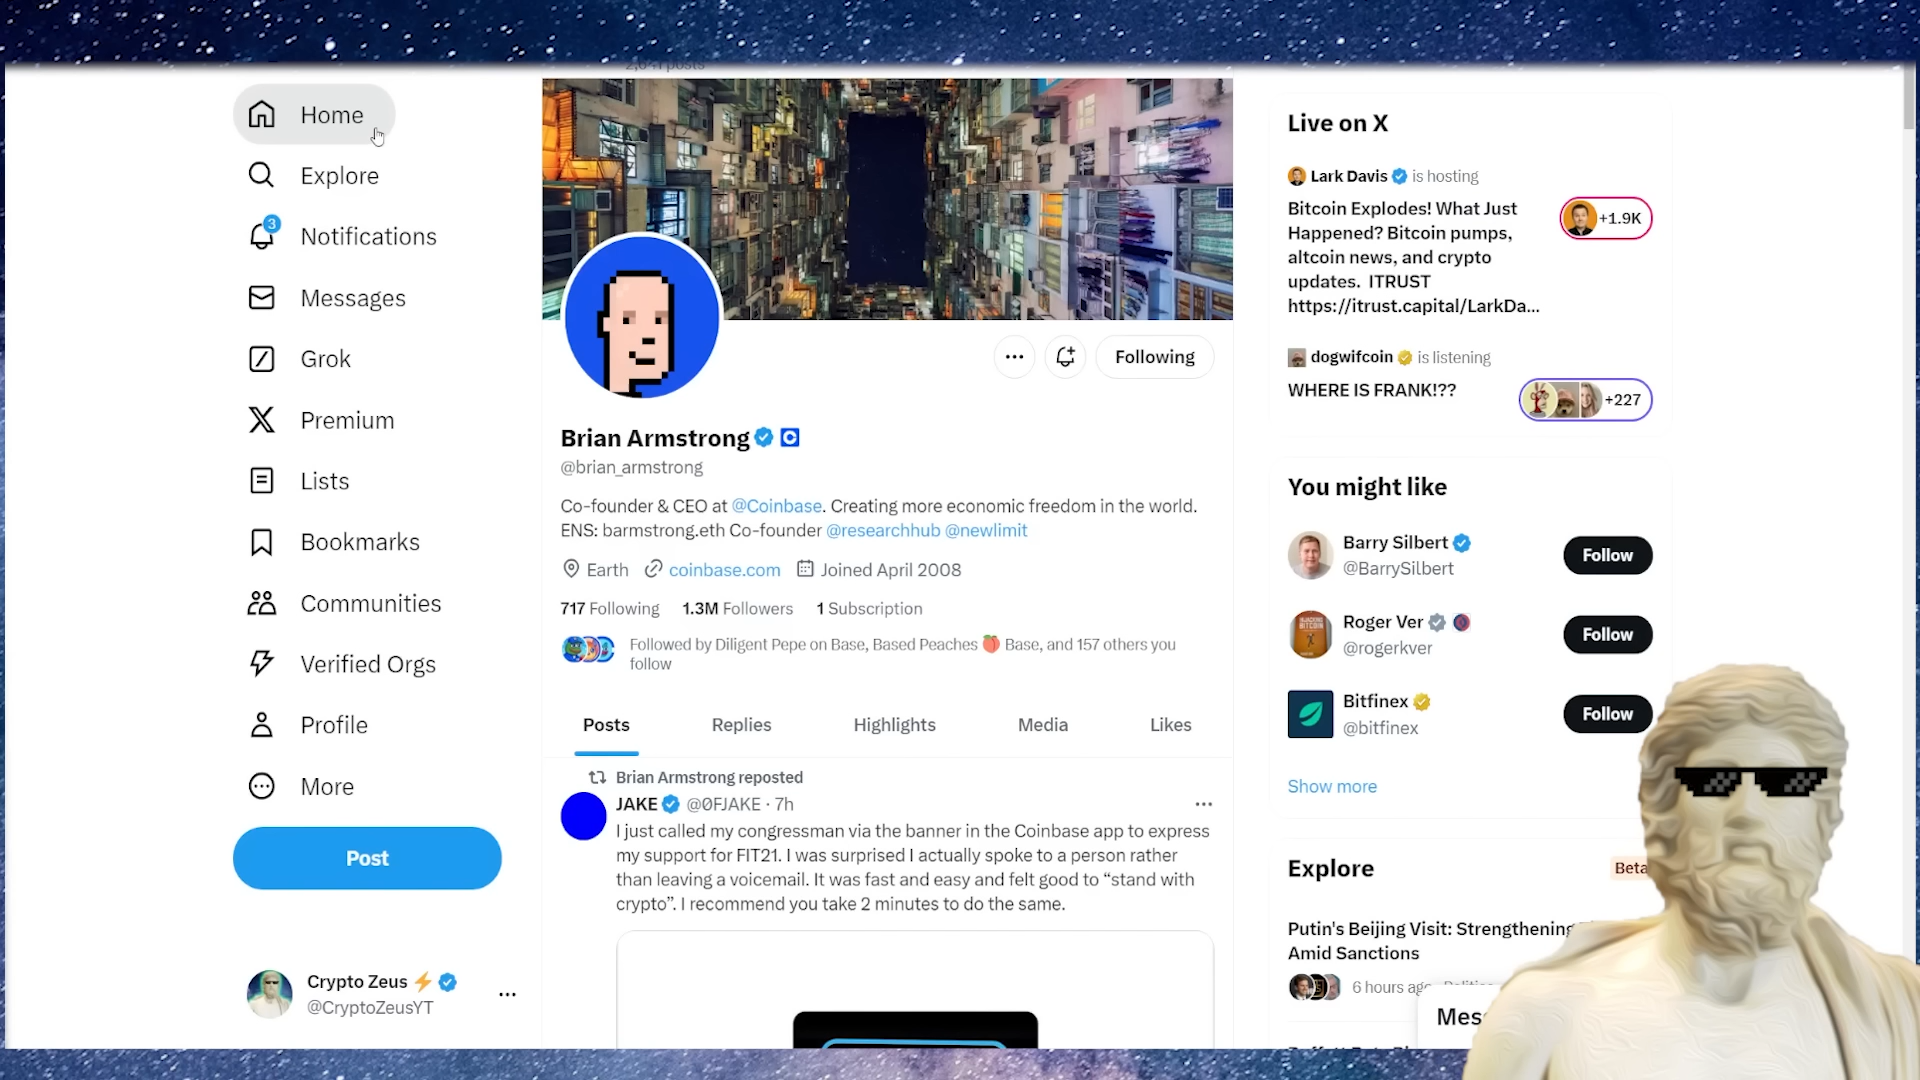 Home
Explore
3
Notifications
Messages
Grok
Premium
Lists
Bookmarks
Communities
Verified Orgs
Profile
More
Post
Crypto Zeus⚡
@CryptoZeusYT
Following
Brian Armstrong
@brian_armstrong
Co-founder & CEO at @Coinbase. Creating more economic freedom in the world.
ENS: barmstrong.eth Co-founder @researchhub @newlimit
Earth coinbase.com Joined April 2008
717 Following 1.3M Followers 1 Subscription
Followed by Diligent Pepe on Base, Based Peaches 🍑 Base, and 157 others you
follow
Posts Replies Highlights Media Likes
Brian Armstrong reposted
JAKE @0FJAKE · 7h
I just called my congressman via the banner in the Coinbase app to express
my support for FIT21. I was surprised I actually spoke to a person rather
than leaving a voicemail. It was fast and easy and felt good to “stand with
crypto”. I recommend you take 2 minutes to do the same.
Live on X
Lark Davis is hosting
Bitcoin Explodes! What Just
Happened? Bitcoin pumps,
altcoin news, and crypto
updates. ITRUST
https://itrust.capital/LarkDa...
+1.9K
dogwifcoin is listening
WHERE IS FRANK!??
+227
You might like
Barry Silbert
@BarrySilbert
Follow
Roger Ver
@rogerkver
Follow
Bitfinex
@bitfinex
Follow
Show more
Explore
Beta
Putin's Beijing Visit: Strengthening
Amid Sanctions
6 hours ago